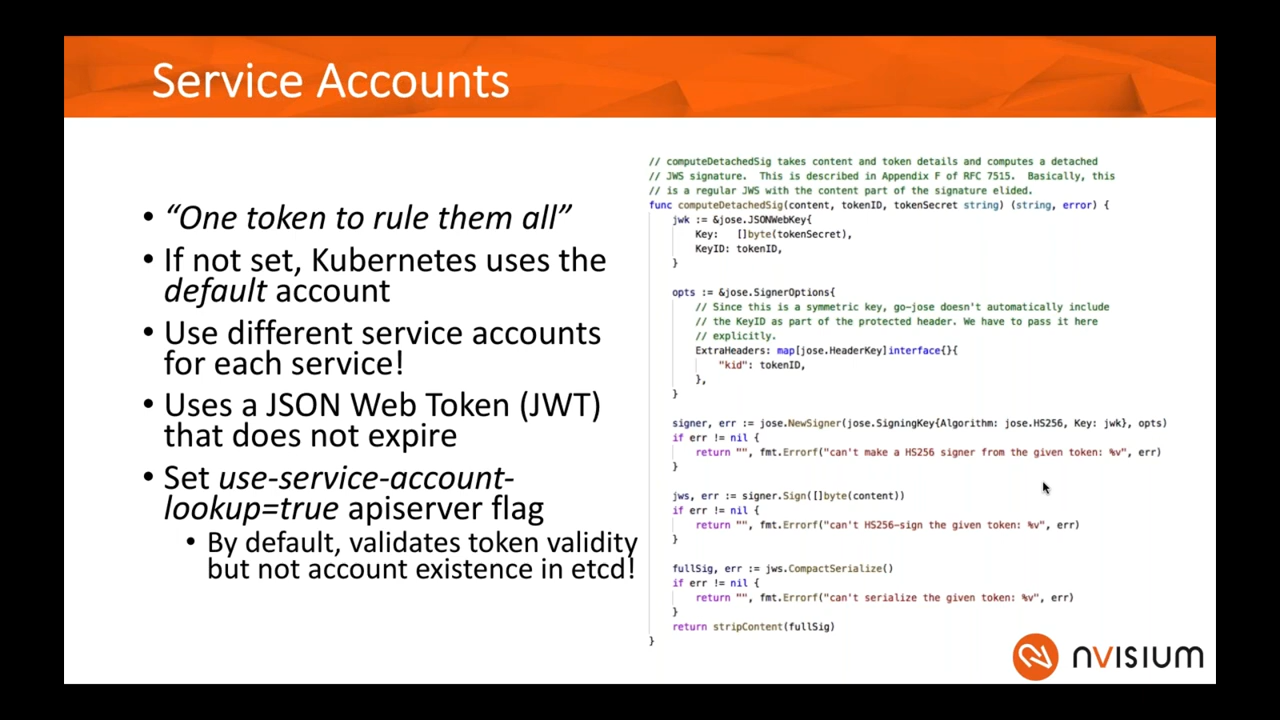 Service Accounts
• “One token to rule them all”
• If not set, Kubernetes uses the
default account
• Use different service accounts
for each service!
• Uses a JSON Web Token (JWT)
that does not expire
• Set use-service-account-
lookup=true apiserver flag
• By default, validates token validity
but not account existence in etcd!
// computeDetachedSig takes content and token details and computes a detached
// JWS signature.  This is described in Appendix F of RFC 7515.  Basically, this
// is a regular JWS with the content part of the signature elided.
func computeDetachedSig(content, tokenID, tokenSecret string) (string, error) {
    jwk := &jose.JSONWebKey{
        Key:   []byte(tokenSecret),
        KeyID: tokenID,
    }
    opts := &jose.SignerOptions{
        // Since this is a symmetric key, go-jose doesn't automatically include
        // the KeyID as part of the protected header. We have to pass it here
        // explicitly.
        ExtraHeaders: map[jose.HeaderKey]interface{}{
            "kid": tokenID,
        },
    }
    signer, err := jose.NewSigner(jose.SigningKey{Algorithm: jose.HS256, Key: jwk}, opts)
    if err != nil {
        return "", fmt.Errorf("can't make a HS256 signer from the given token: %v", err)
    }
    jws, err := signer.Sign([]byte(content))
    if err != nil {
        return "", fmt.Errorf("can't HS256-sign the given token: %v", err)
    }
    fullSig, err := jws.CompactSerialize()
    if err != nil {
        return "", fmt.Errorf("can't serialize the given token: %v", err)
    }
    return stripContent(fullSig)
}
nVISIUM